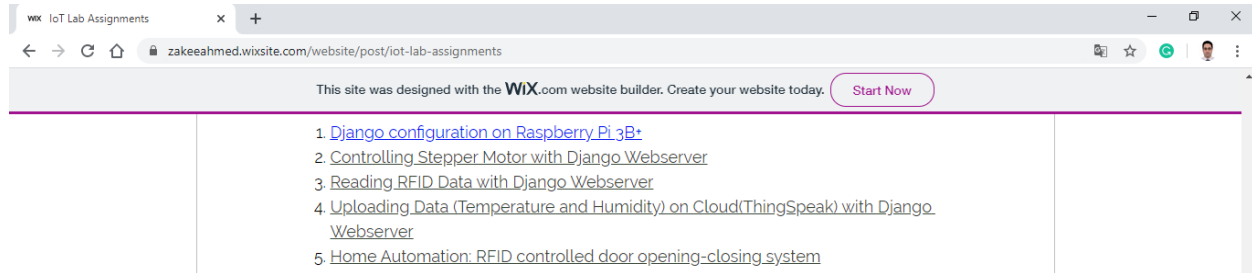 WIX IoT Lab Assignments
zakeeahmed.wixsite.com/website/post/iot-lab-assignments
This site was designed with the WiX.com website builder. Create your website today. Start Now
1. Django configuration on Raspberry Pi 3B+
2. Controlling Stepper Motor with Django Webserver
3. Reading RFID Data with Django Webserver
4. Uploading Data (Temperature and Humidity) on Cloud(ThingSpeak) with Django
Webserver
5. Home Automation: RFID controlled door opening-closing system